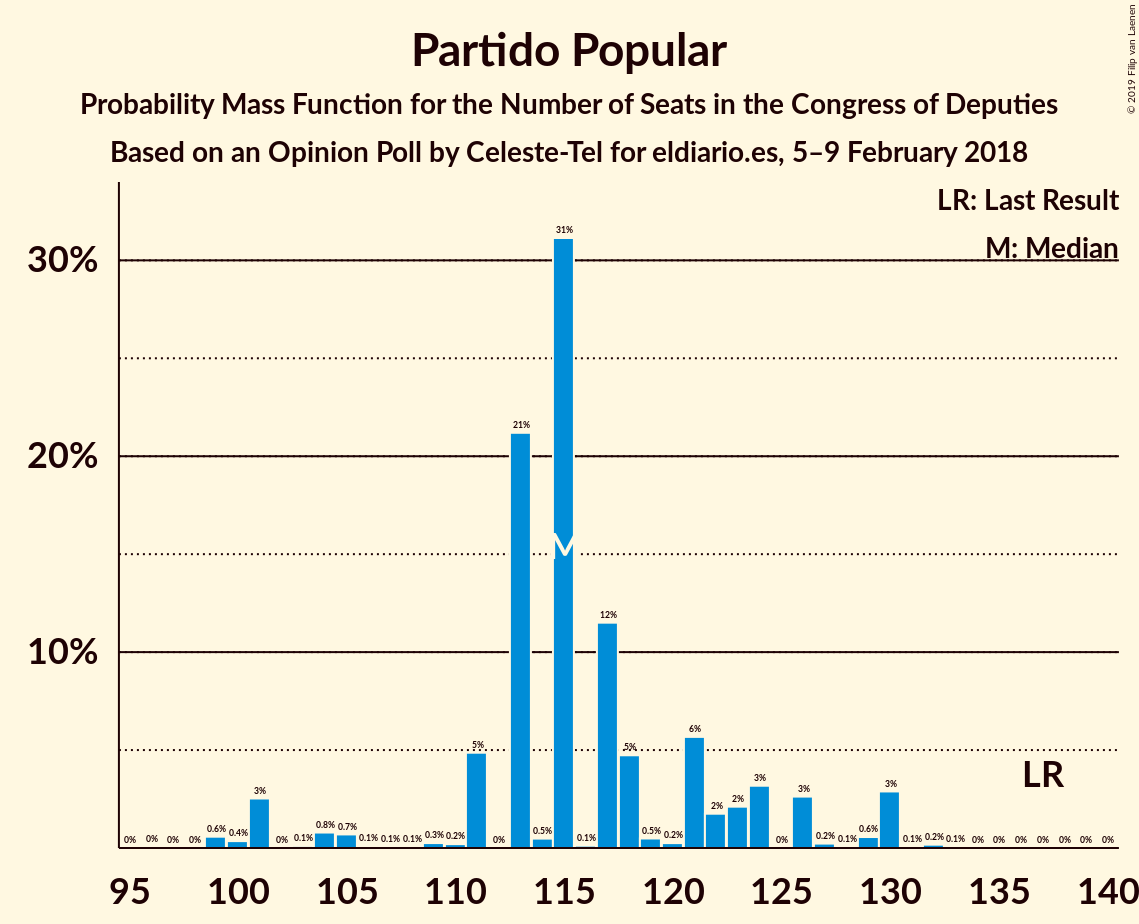 Partido Popular
Probability Mass Function for the Number of Seats in the Congress of Deputies
Based on an Opinion Poll by Celeste-Tel for eldiario.es, 5–9 February 2018
© 2019 Filip van Laenen
LR: Last Result
M: Median
30%
20%
10%
0% 0% 0% 0% 0.6% 0.4% 3% 0% 0.1% 0.8% 0.7% 0.1% 0.1% 0.1% 0.3% 0.2% 5% 0% 21% 0.5% 31% 0.1% 12% 5% 0.5% 0.2% 6% 2% 2% 3% 0% 3% 0.2% 0.1% 0.6% 3% 0.1% 0.2% 0.1% 0% 0% 0% 0% 0% 0% 0%
M
LR
95 100 105 110 115 120 125 130 135 140